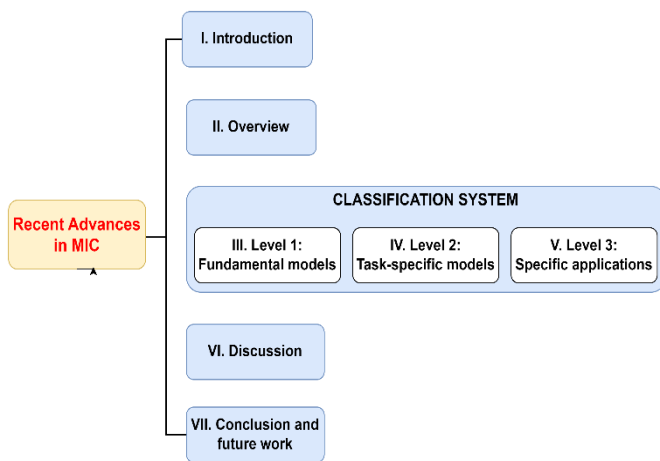 I. Introduction
II. Overview
Recent Advances
in MIC
CLASSIFICATION SYSTEM
III. Level 1:
Fundamental models
IV. Level 2:
Task-specific models
V. Level 3:
Specific applications
VI. Discussion
VII. Conclusion and
future work